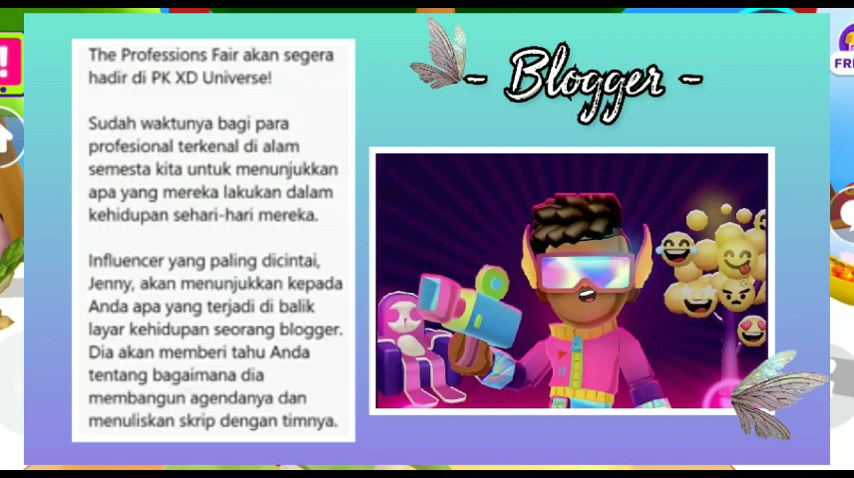 The Professions Fair akan segera
hadir di PK XD Universe!
Sudah waktunya bagi para
profesional terkenal di alam
semesta kita untuk menunjukkan
apa yang mereka lakukan dalam
kehidupan sehari-hari mereka.
Influencer yang paling dicintai,
Jenny, akan menunjukkan kepada
Anda apa yang terjadi di balik
layar kehidupan seorang blogger.
Dia akan memberi tahu Anda
tentang bagaimana dia
membangun agendanya dan
menuliskan skrip dengan timnya.
- Blogger -
!